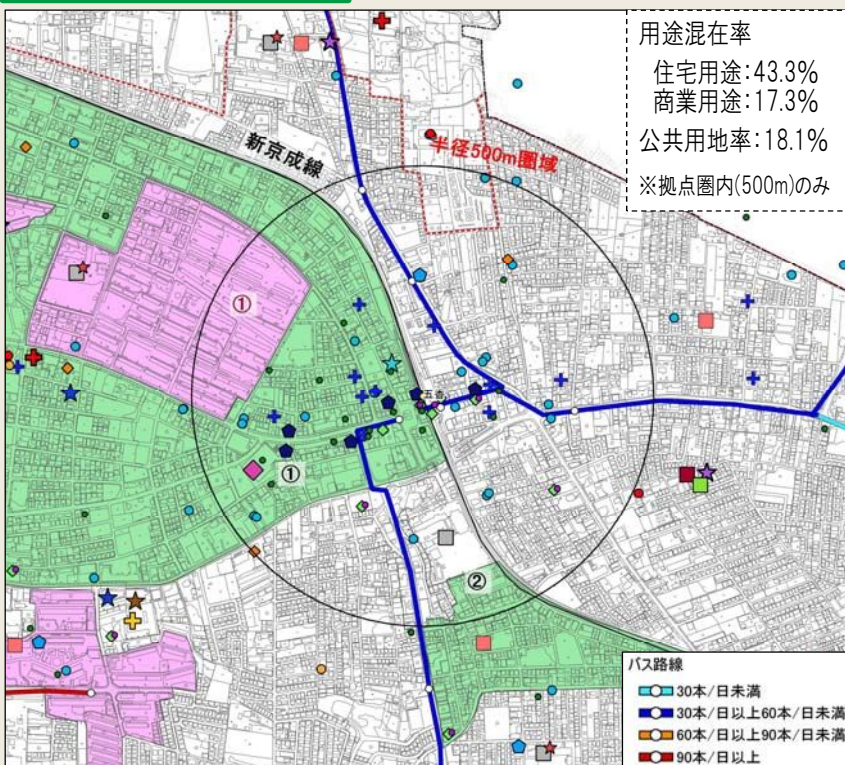 用途混在率
住宅用途:43.3%
商業用途:17.3%
公共用地率:18.1%
※拠点圏内(500m)のみ
新京成線
半径500m圏域
①
五香
①
②
バス路線
30本/日未満
30本/日以上60本/日未満
60本/日以上90本/日未満
90本/日以上